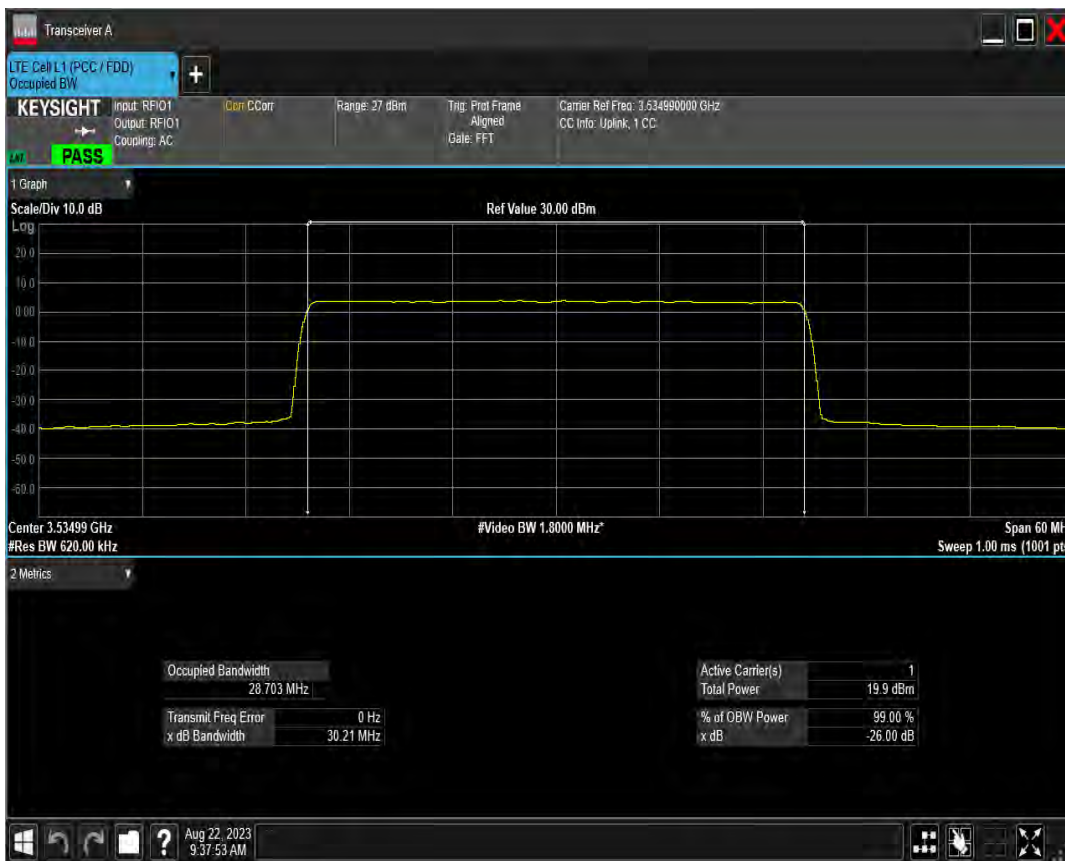 Transceiver A
LTE Cell L1 (PCC / FDD)
Occupied BW
KEYSIGHT
PASS
Input: RFIO1
Output: RFIO1
Coupling: AC
Corr CCorr
Range: 27 dBm
Trig: Prot Frame
Aligned
Gate: FFT
Carrier Ref Freq: 3.534990000 GHz
CC Info: Uplink, 1 CC
1 Graph
Scale/Div 10.0 dB
Ref Value 30.00 dBm
Log
20.0
10.0
0.00
-10.0
-20.0
-30.0
-40.0
-50.0
-60.0
Center 3.53499 GHz
#Video BW 1.8000 MHz*
Span 60 MH
#Res BW 620.00 kHz
Sweep 1.00 ms (1001 pt
2 Metrics
Occupied Bandwidth
28.703 MHz
Transmit Freq Error 0 Hz
x dB Bandwidth 30.21 MHz
Active Carrier(s) 1
Total Power 19.9 dBm
% of OBW Power 99.00 %
x dB -26.00 dB
Aug 22, 2023
9:37:53 AM